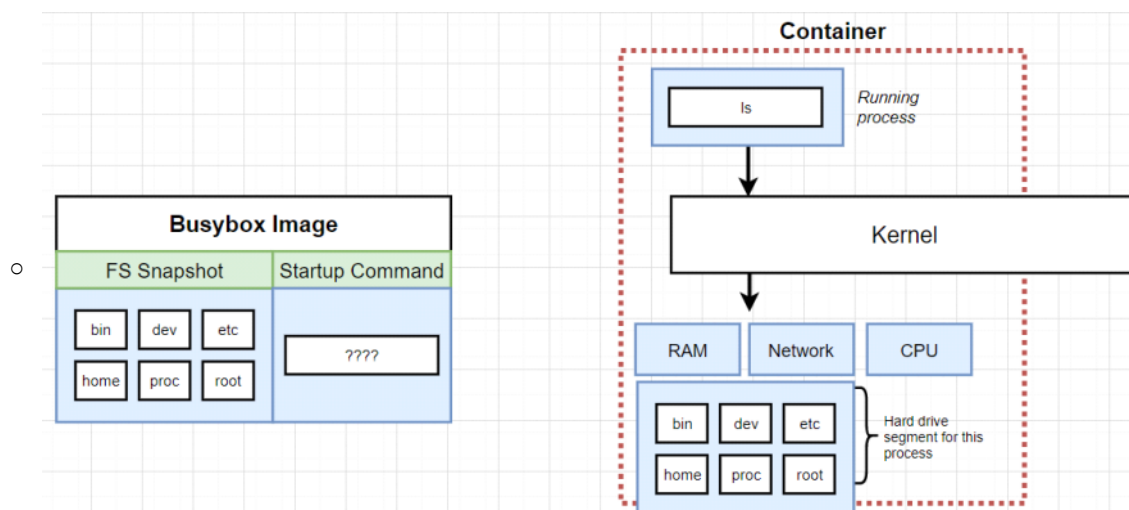 Container
ls
Running
process
Busybox Image
FS Snapshot
Startup Command
bin
dev
etc
home
proc
root
????
Kernel
RAM
Network
CPU
bin
dev
etc
home
proc
root
Hard drive
segment for this
process